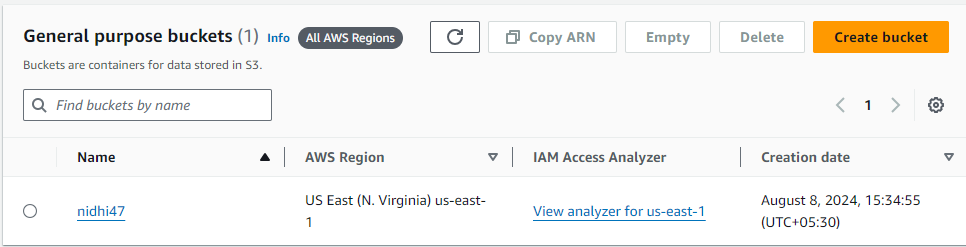 General purpose buckets (1) Info All AWS Regions Copy ARN Empty Delete Create bucket
Buckets are containers for data stored in S3.
Find buckets by name 1
Name AWS Region IAM Access Analyzer Creation date
nidhi47 US East (N. Virginia) us-east-1 View analyzer for us-east-1 August 8, 2024, 15:34:55 (UTC+05:30)